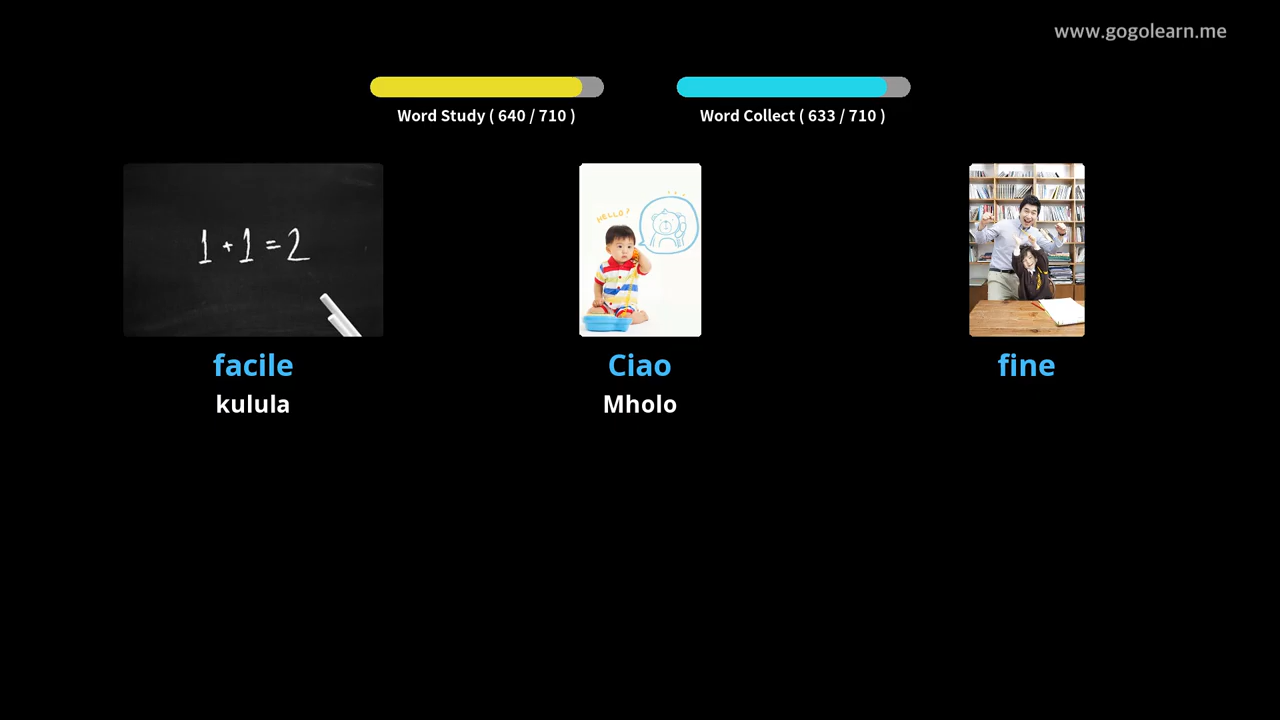 www.gogolearn.me
Word Study ( 640 / 710 )
Word Collect ( 633 / 710 )
1 + 1 = 2
HELLO?
facile
Ciao
fine
kulula
Mholo